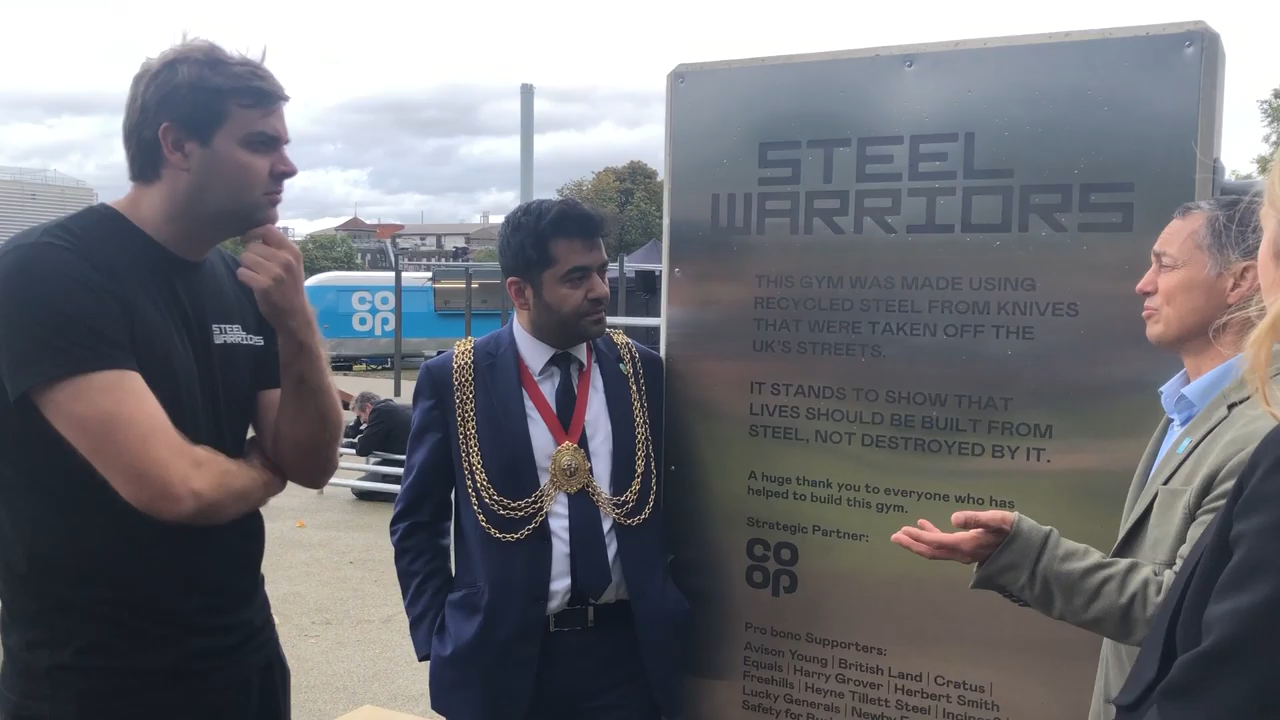 STEEL
WARRIORS
CO
OP
STEEL
WARRIORS
THIS GYM WAS MADE USING
RECYCLED STEEL FROM KNIVES
THAT WERE TAKEN OFF THE
UK'S STREETS.
IT STANDS TO SHOW THAT
LIVES SHOULD BE BUILT FROM
STEEL, NOT DESTROYED BY IT.
A huge thank you to everyone who has
helped to build this gym.
Strategic Partner:
CO
OP
Pro bono Supporters:
Avison Young | British Land | Cratus |
Equals | Harry Grover | Herbert Smith
Freehills | Heyne Tillett Steel |
Lucky Generals | Newby
Safety for